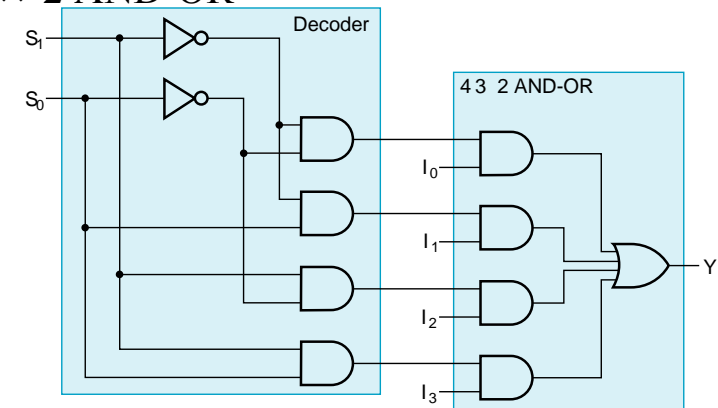 2 AND-OR
Decoder
S1
S0
4 3 2 AND-OR
I0
I1
Y
I2
I3